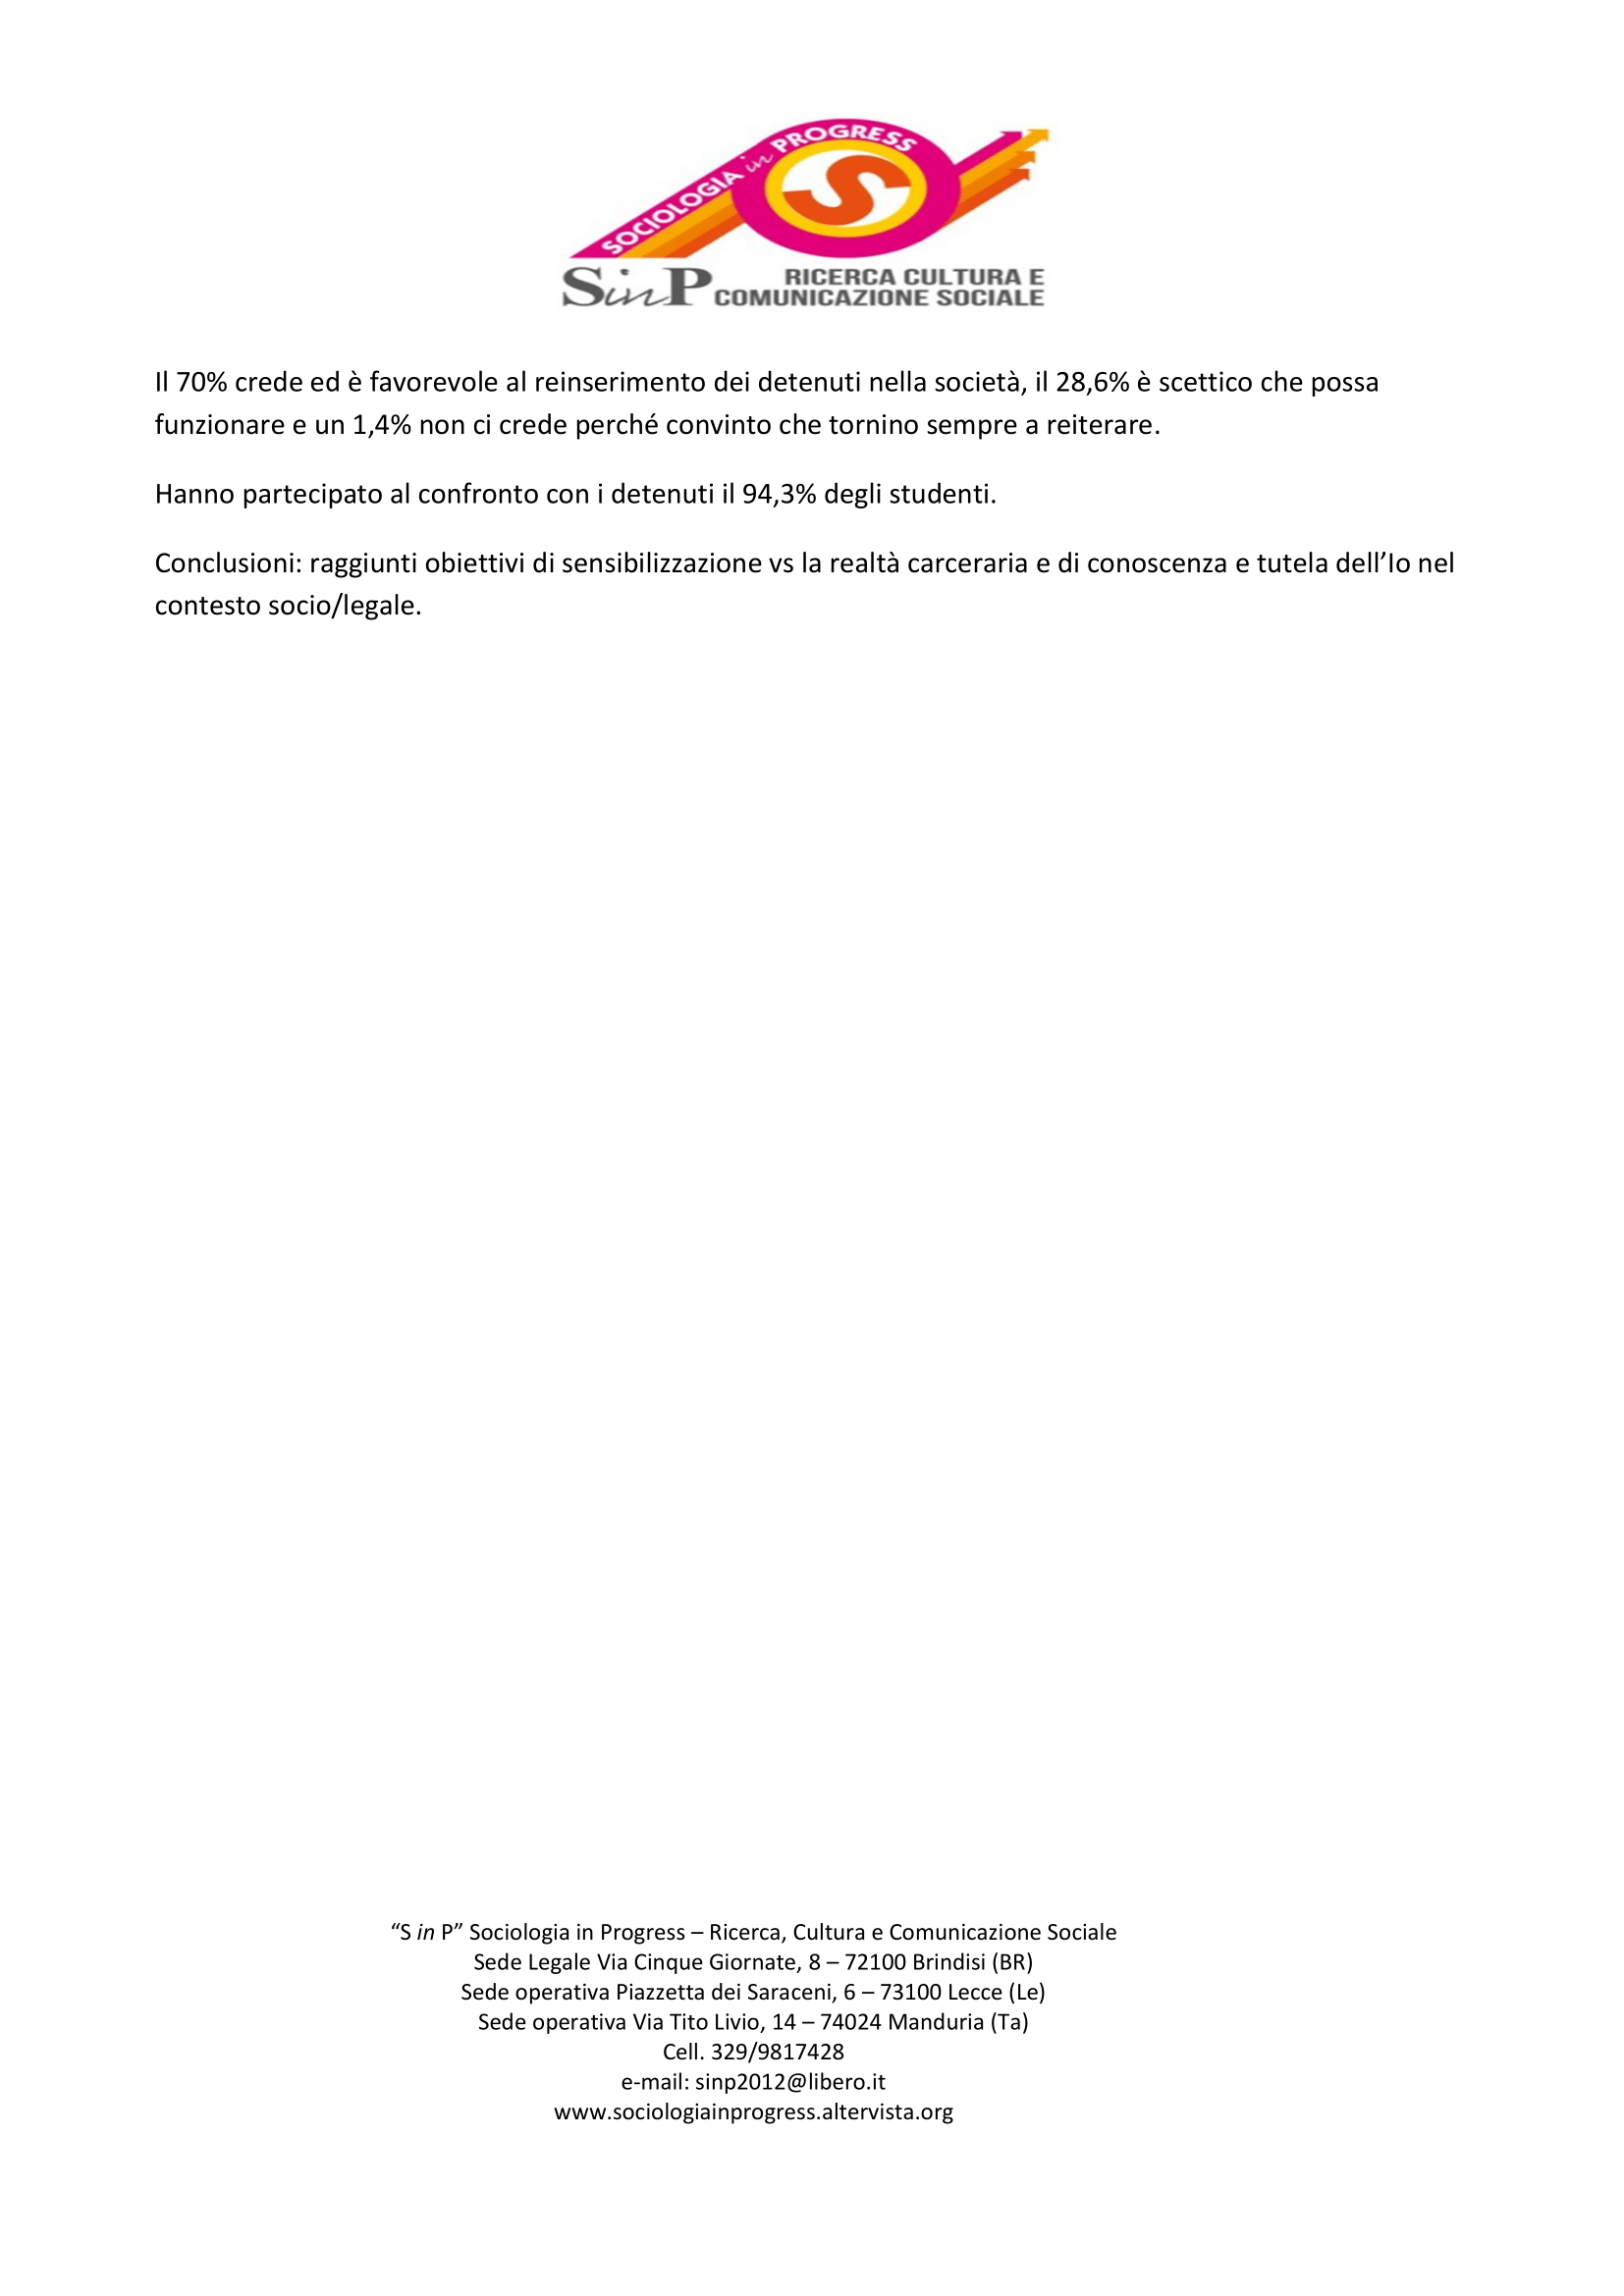 SOCIOLOGIA in PROGRESS
S
SinP
RICERCA CULTURA E
COMUNICAZIONE SOCIALE
Il 70% crede ed è favorevole al reinserimento dei detenuti nella società, il 28,6% è scettico che possa
funzionare e un 1,4% non ci crede perché convinto che tornino sempre a reiterare.
Hanno partecipato al confronto con i detenuti il 94,3% degli studenti.
Conclusioni: raggiunti obiettivi di sensibilizzazione vs la realtà carceraria e di conoscenza e tutela dell’Io nel
contesto socio/legale.
“S in P” Sociologia in Progress – Ricerca, Cultura e Comunicazione Sociale
Sede Legale Via Cinque Giornate, 8 – 72100 Brindisi (BR)
Sede operativa Piazzetta dei Saraceni, 6 – 73100 Lecce (Le)
Sede operativa Via Tito Livio, 14 – 74024 Manduria (Ta)
Cell. 329/9817428
e-mail: sinp2012@libero.it
www.sociologiainprogress.altervista.org